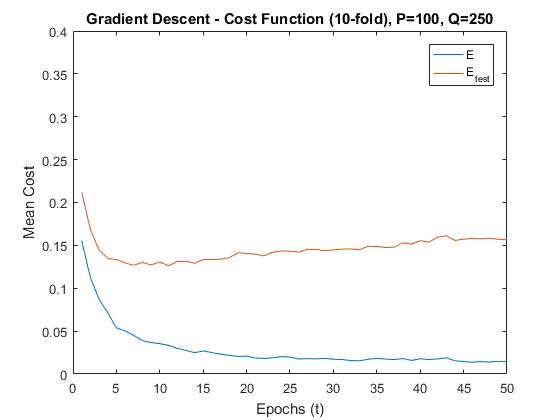 Gradient Descent - Cost Function (10-fold), P=100, Q=250
0.4
0.35
0.3
0.25
0.2
0.15
0.1
0.05
0
Mean Cost
E
E_test
0 5 10 15 20 25 30 35 40 45 50
Epochs (t)